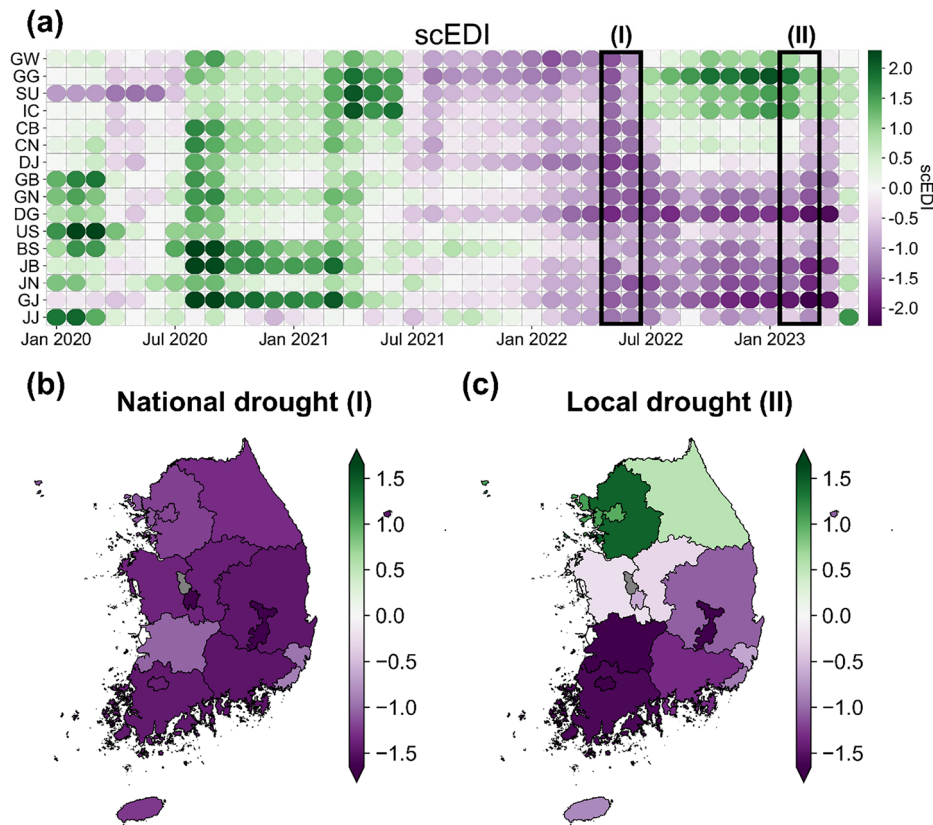 (a)
scEDI
(I)
(II)
GW
GG
SU
IC
CB
CN
DJ
GB
GN
DG
US
BS
JB
JN
GJ
JJ
Jan 2020
Jul 2020
Jan 2021
Jul 2021
Jan 2022
Jul 2022
Jan 2023
2.0
1.5
1.0
0.5
0.0
-0.5
-1.0
-1.5
-2.0
scEDI
(b)
National drought (I)
1.5
1.0
0.5
0.0
−0.5
−1.0
−1.5
(c)
Local drought (II)
1.5
1.0
0.5
0.0
−0.5
−1.0
−1.5